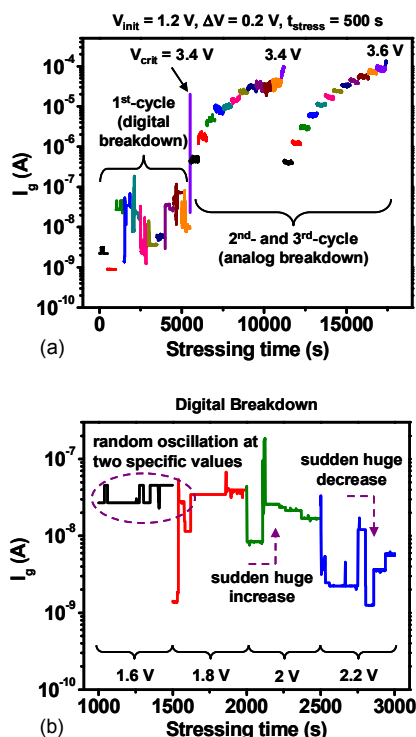 V_init = 1.2 V, ΔV = 0.2 V, t_stress = 500 s
V_crit = 3.4 V
3.4 V
3.6 V
10⁻⁴
10⁻⁵
10⁻⁶
10⁻⁷
10⁻⁸
10⁻⁹
10⁻¹⁰
I_g (A)
1st-cycle
(digital
breakdown)
2nd- and 3rd-cycle
(analog breakdown)
0 5000 10000 15000
Stressing time (s)
(a)
Digital Breakdown
10⁻⁷
10⁻⁸
10⁻⁹
10⁻¹⁰
I_g (A)
random oscillation at
two specific values
sudden huge
decrease
sudden huge
increase
1.6 V 1.8 V 2 V 2.2 V
1000 1500 2000 2500 3000
Stressing time (s)
(b)